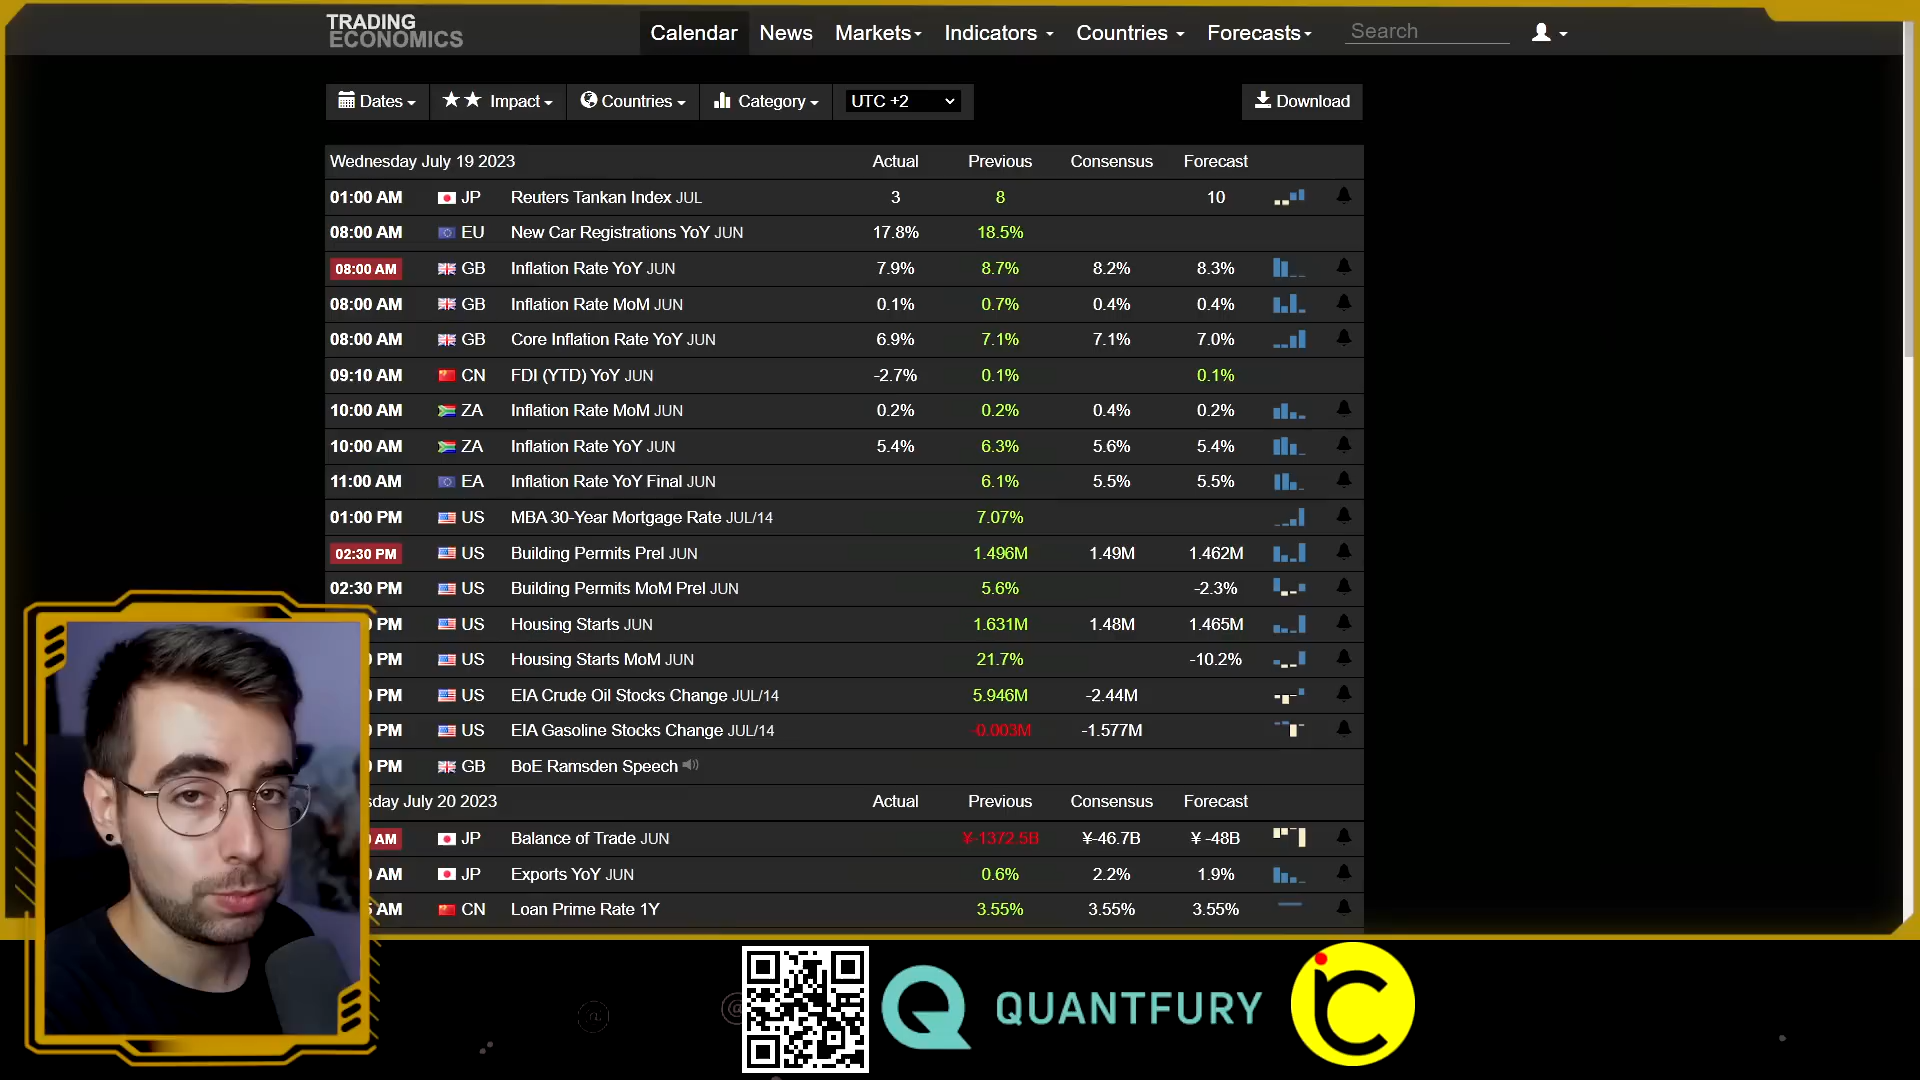 TRADING
ECONOMICS
Calendar News Markets Indicators Countries Forecasts Search
Dates Impact Countries Category UTC +2 Download
Wednesday July 19 2023 Actual Previous Consensus Forecast
01:00 AM JP Reuters Tankan Index JUL 3 8 10
08:00 AM EU New Car Registrations YoY JUN 17.8% 18.5%
08:00 AM GB Inflation Rate YoY JUN 7.9% 8.7% 8.2% 8.3%
08:00 AM GB Inflation Rate MoM JUN 0.1% 0.7% 0.4% 0.4%
08:00 AM GB Core Inflation Rate YoY JUN 6.9% 7.1% 7.1% 7.0%
09:10 AM CN FDI (YTD) YoY JUN -2.7% 0.1% 0.1%
10:00 AM ZA Inflation Rate MoM JUN 0.2% 0.2% 0.4% 0.2%
10:00 AM ZA Inflation Rate YoY JUN 5.4% 6.3% 5.6% 5.4%
11:00 AM EA Inflation Rate YoY Final JUN 6.1% 5.5% 5.5%
01:00 PM US MBA 30-Year Mortgage Rate JUL/14 7.07%
02:30 PM US Building Permits Prel JUN 1.496M 1.49M 1.462M
02:30 PM US Building Permits MoM Prel JUN 5.6% -2.3%
PM US Housing Starts JUN 1.631M 1.48M 1.465M
PM US Housing Starts MoM JUN 21.7% -10.2%
PM US EIA Crude Oil Stocks Change JUL/14 5.946M -2.44M
PM US EIA Gasoline Stocks Change JUL/14 -0.003M -1.577M
PM GB BoE Ramsden Speech
sday July 20 2023 Actual Previous Consensus Forecast
AM JP Balance of Trade JUN ¥-1372.5B ¥-46.7B ¥ -48B
AM JP Exports YoY JUN 0.6% 2.2% 1.9%
AM CN Loan Prime Rate 1Y 3.55% 3.55% 3.55%
QUANTFURY